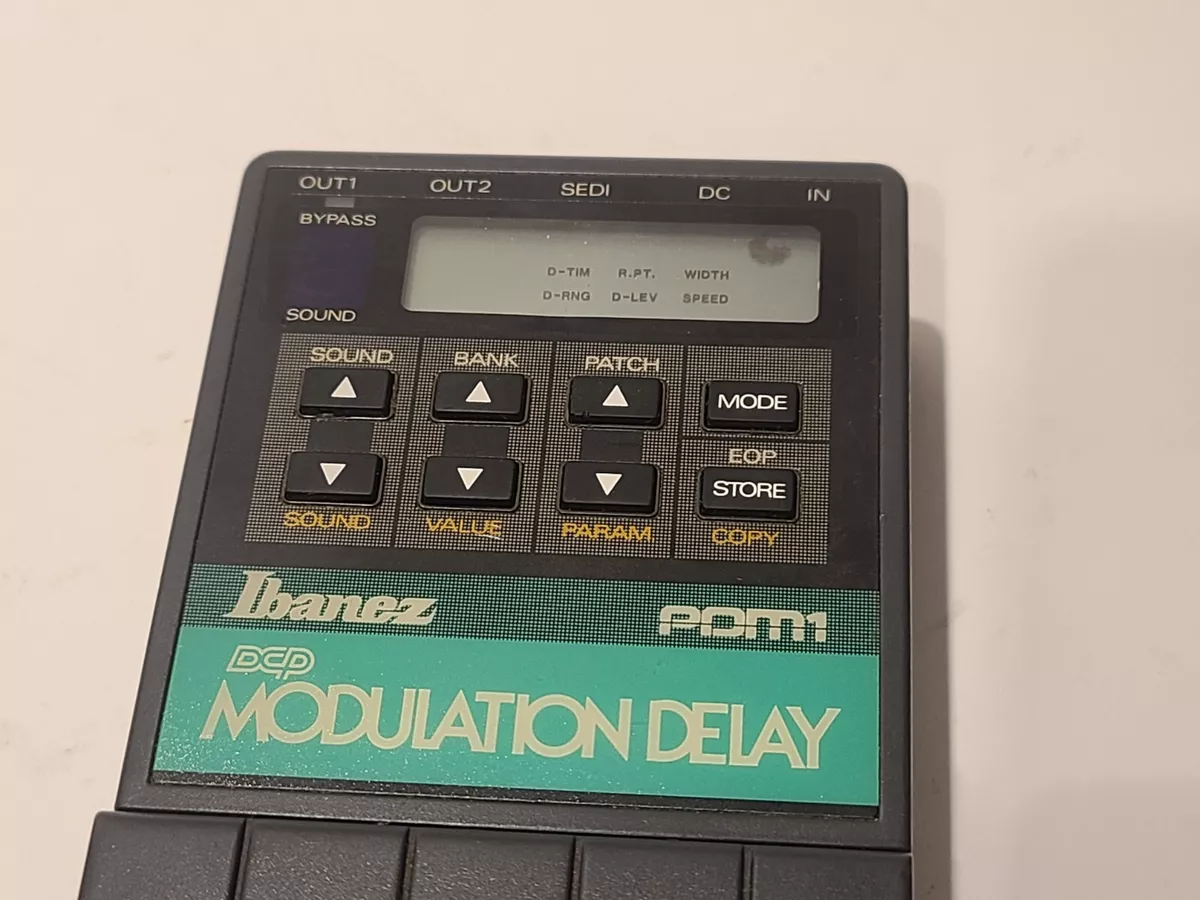 OUT1 OUT2 SEDI DC IN
BYPASS
D-TIM R.PT. WIDTH
D-RNG D-LEV SPEED
SOUND
SOUND BANK PATCH
MODE
EOP
STORE
SOUND VALUE PARAM COPY
Ibanez PDM1
DCP
MODULATION DELAY